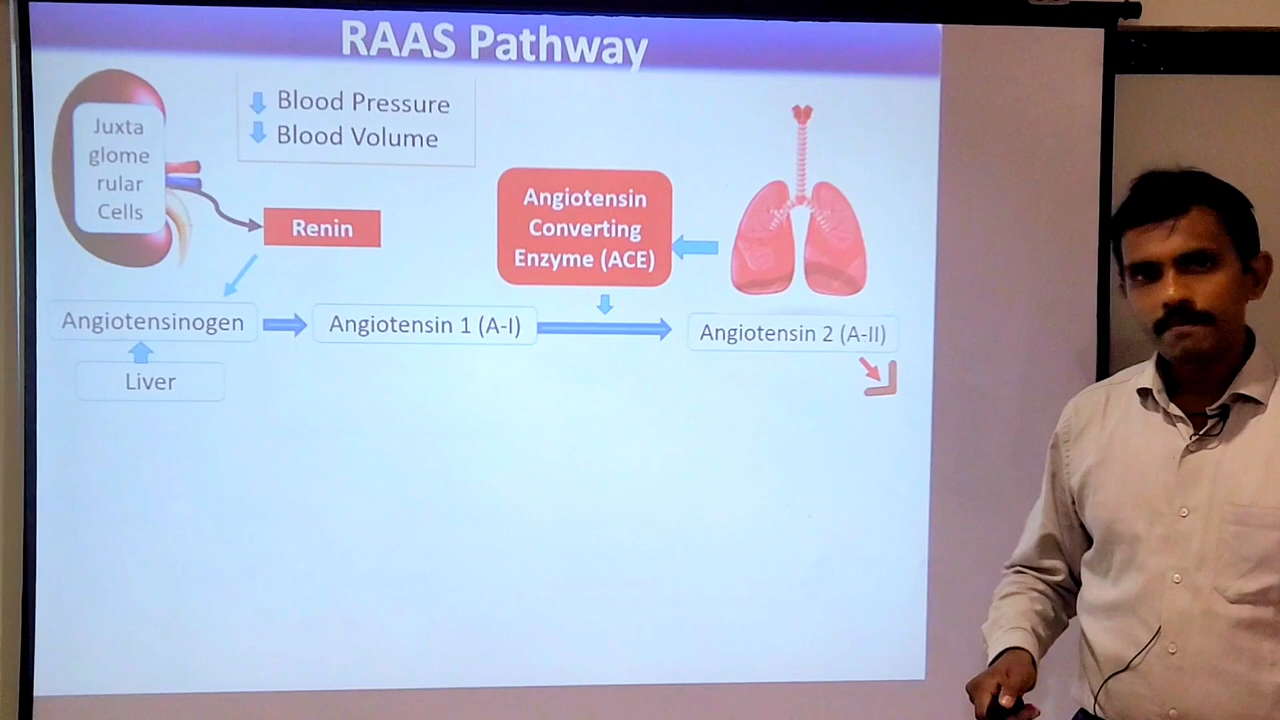 RAAS Pathway
Juxta
glome
rular
Cells
Blood Pressure
Blood Volume
Renin
Angiotensin
Converting
Enzyme (ACE)
Angiotensinogen
Angiotensin 1 (A-I)
Angiotensin 2 (A-II)
Liver